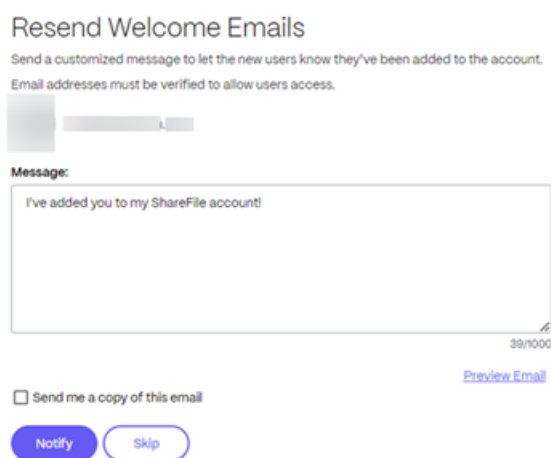 Resend Welcome Emails
Send a customized message to let the new users know they've been added to the account.
Email addresses must be verified to allow users access.
Message:
I've added you to my ShareFile account!
39/1000
Preview Email
Send me a copy of this email
Notify Skip